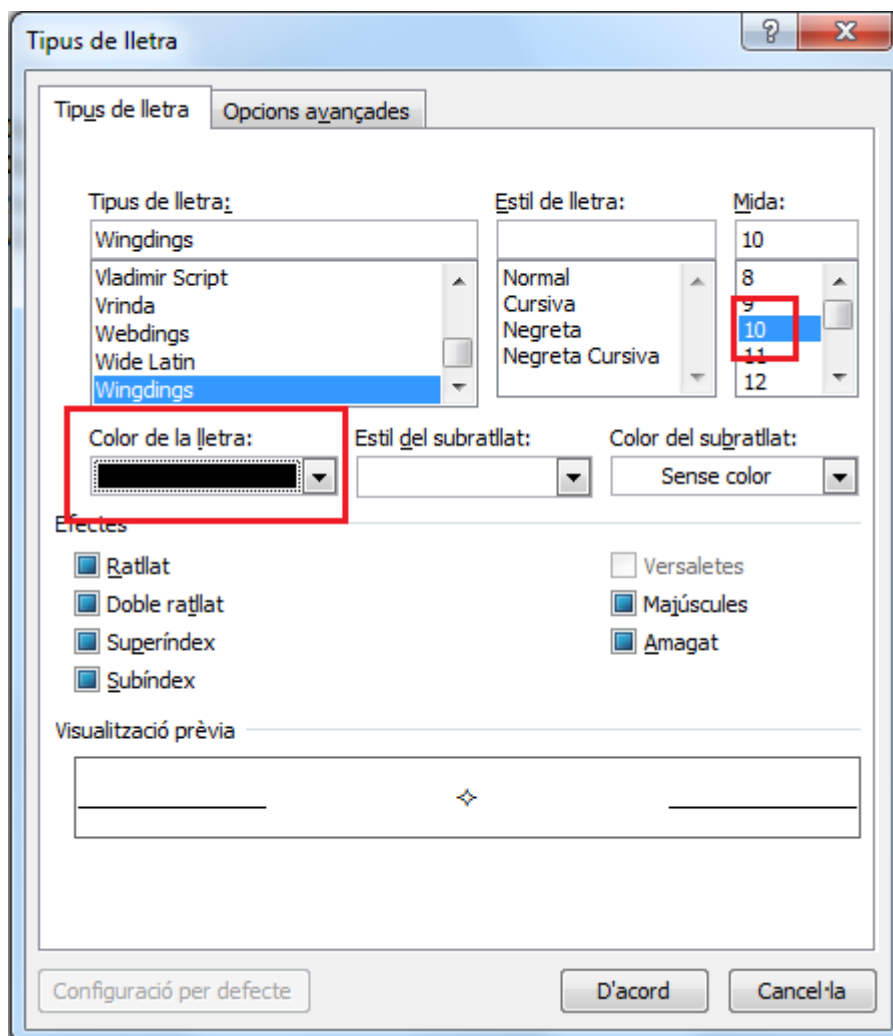 Tipus de lletra
Tipus de lletra
Opcions avançades
Tipus de lletra:
Estil de lletra:
Mida:
Wingdings
10
Vladimir Script
Vrinda
Webdings
Wide Latin
Wingdings
Normal
Cursiva
Negreta
Negreta Cursiva
8
9
10
11
12
Color de la lletra:
Estil del subratllat:
Color del subratllat:
Sense color
Efectes
Ratllat
Doble ratllat
Superíndex
Subíndex
Versaletes
Majúscules
Amagat
Visualització prèvia
Configuració per defecte
D'acord
Cancel·la